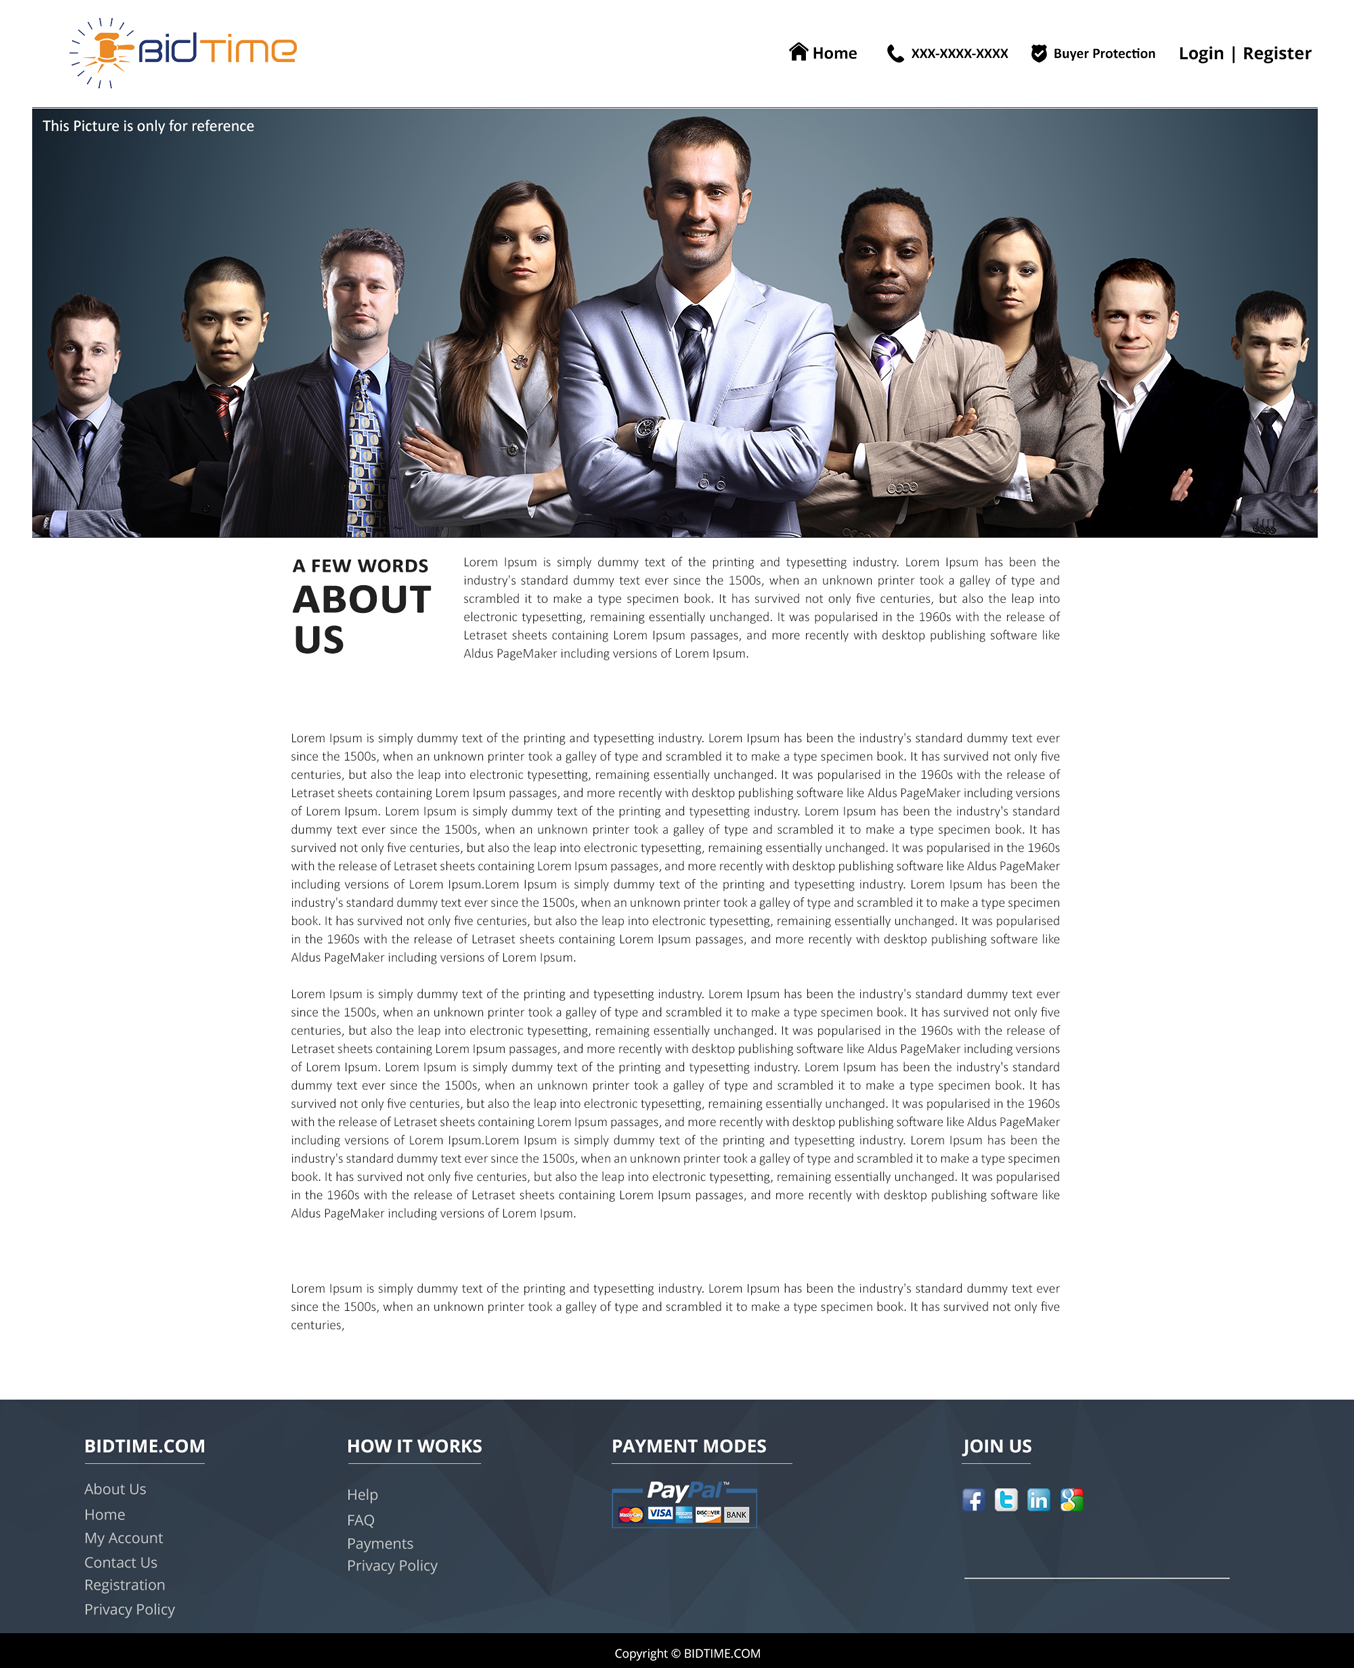 BidTime
Home XXX-XXXX-XXXX Buyer Protection Login | Register
This Picture is only for reference
A FEW WORDS
ABOUT
US
Lorem Ipsum is simply dummy text of the printing and typesetting industry. Lorem Ipsum has been the
industry's standard dummy text ever since the 1500s, when an unknown printer took a galley of type and
scrambled it to make a type specimen book. It has survived not only five centuries, but also the leap into
electronic typesetting, remaining essentially unchanged. It was popularised in the 1960s with the release of
Letraset sheets containing Lorem Ipsum passages, and more recently with desktop publishing software like
Aldus PageMaker including versions of Lorem Ipsum.
Lorem Ipsum is simply dummy text of the printing and typesetting industry. Lorem Ipsum has been the industry's standard dummy text ever
since the 1500s, when an unknown printer took a galley of type and scrambled it to make a type specimen book. It has survived not only five
centuries, but also the leap into electronic typesetting, remaining essentially unchanged. It was popularised in the 1960s with the release of
Letraset sheets containing Lorem Ipsum passages, and more recently with desktop publishing software like Aldus PageMaker including versions
of Lorem Ipsum. Lorem Ipsum is simply dummy text of the printing and typesetting industry. Lorem Ipsum has been the industry's standard
dummy text ever since the 1500s, when an unknown printer took a galley of type and scrambled it to make a type specimen book. It has
survived not only five centuries, but also the leap into electronic typesetting, remaining essentially unchanged. It was popularised in the 1960s
with the release of Letraset sheets containing Lorem Ipsum passages, and more recently with desktop publishing software like Aldus PageMaker
including versions of Lorem Ipsum.Lorem Ipsum is simply dummy text of the printing and typesetting industry. Lorem Ipsum has been the
industry's standard dummy text ever since the 1500s, when an unknown printer took a galley of type and scrambled it to make a type specimen
book. It has survived not only five centuries, but also the leap into electronic typesetting, remaining essentially unchanged. It was popularised
in the 1960s with the release of Letraset sheets containing Lorem Ipsum passages, and more recently with desktop publishing software like
Aldus PageMaker including versions of Lorem Ipsum.
Lorem Ipsum is simply dummy text of the printing and typesetting industry. Lorem Ipsum has been the industry's standard dummy text ever
since the 1500s, when an unknown printer took a galley of type and scrambled it to make a type specimen book. It has survived not only five
centuries, but also the leap into electronic typesetting, remaining essentially unchanged. It was popularised in the 1960s with the release of
Letraset sheets containing Lorem Ipsum passages, and more recently with desktop publishing software like Aldus PageMaker including versions
of Lorem Ipsum. Lorem Ipsum is simply dummy text of the printing and typesetting industry. Lorem Ipsum has been the industry's standard
dummy text ever since the 1500s, when an unknown printer took a galley of type and scrambled it to make a type specimen book. It has
survived not only five centuries, but also the leap into electronic typesetting, remaining essentially unchanged. It was popularised in the 1960s
with the release of Letraset sheets containing Lorem Ipsum passages, and more recently with desktop publishing software like Aldus PageMaker
including versions of Lorem Ipsum.Lorem Ipsum is simply dummy text of the printing and typesetting industry. Lorem Ipsum has been the
industry's standard dummy text ever since the 1500s, when an unknown printer took a galley of type and scrambled it to make a type specimen
book. It has survived not only five centuries, but also the leap into electronic typesetting, remaining essentially unchanged. It was popularised
in the 1960s with the release of Letraset sheets containing Lorem Ipsum passages, and more recently with desktop publishing software like
Aldus PageMaker including versions of Lorem Ipsum.
Lorem Ipsum is simply dummy text of the printing and typesetting industry. Lorem Ipsum has been the industry's standard dummy text ever
since the 1500s, when an unknown printer took a galley of type and scrambled it to make a type specimen book. It has survived not only five
centuries,
BIDTIME.COM
About Us
Home
My Account
Contact Us
Registration
Privacy Policy
HOW IT WORKS
Help
FAQ
Payments
Privacy Policy
PAYMENT MODES
PayPal™
MasterCard VISA DISCOVER BANK
JOIN US
f t in g
Copyright © BIDTIME.COM